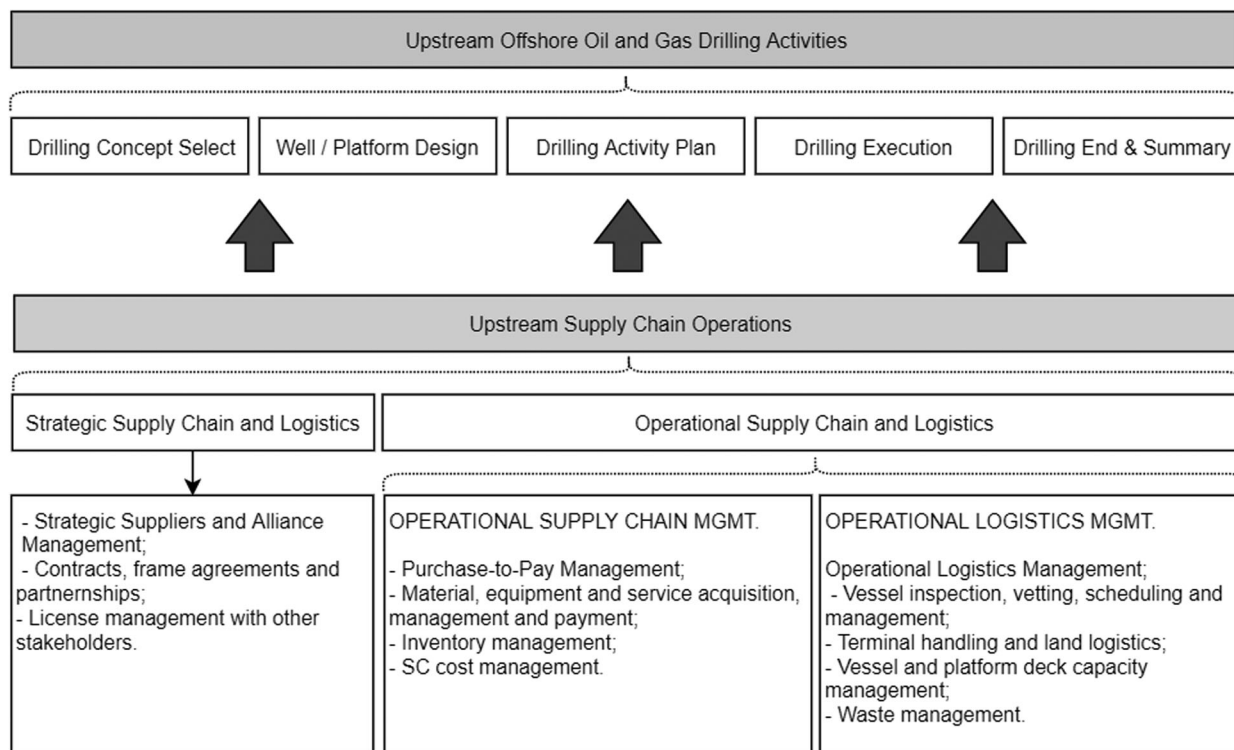 Upstream Offshore Oil and Gas Drilling Activities
Drilling Concept Select
Well / Platform Design
Drilling Activity Plan
Drilling Execution
Drilling End & Summary
Upstream Supply Chain Operations
Strategic Supply Chain and Logistics
Operational Supply Chain and Logistics
- Strategic Suppliers and Alliance
Management;
- Contracts, frame agreements and
partnernships;
- License management with other
stakeholders.
OPERATIONAL SUPPLY CHAIN MGMT.
- Purchase-to-Pay Management;
- Material, equipment and service acquisition,
management and payment;
- Inventory management;
- SC cost management.
OPERATIONAL LOGISTICS MGMT.
Operational Logistics Management;
- Vessel inspection, vetting, scheduling and
management;
- Terminal handling and land logistics;
- Vessel and platform deck capacity
management;
- Waste management.